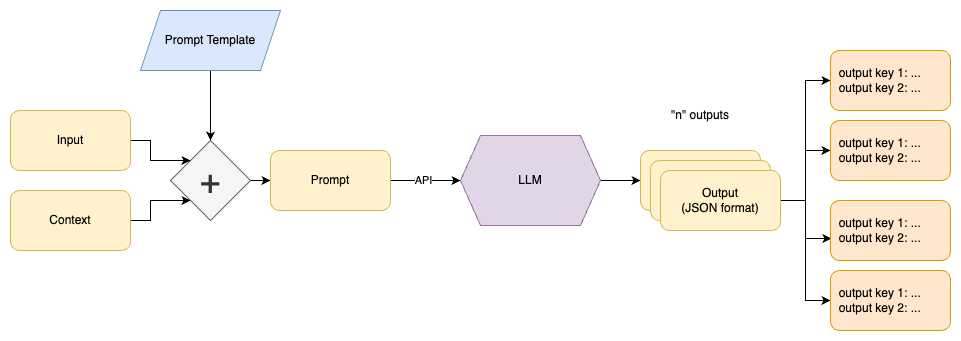 Prompt Template
Input
Context
+
Prompt
API
LLM
"n" outputs
Output
(JSON format)
output key 1: ...
output key 2: ...
output key 1: ...
output key 2: ...
output key 1: ...
output key 2: ...
output key 1: ...
output key 2: ...